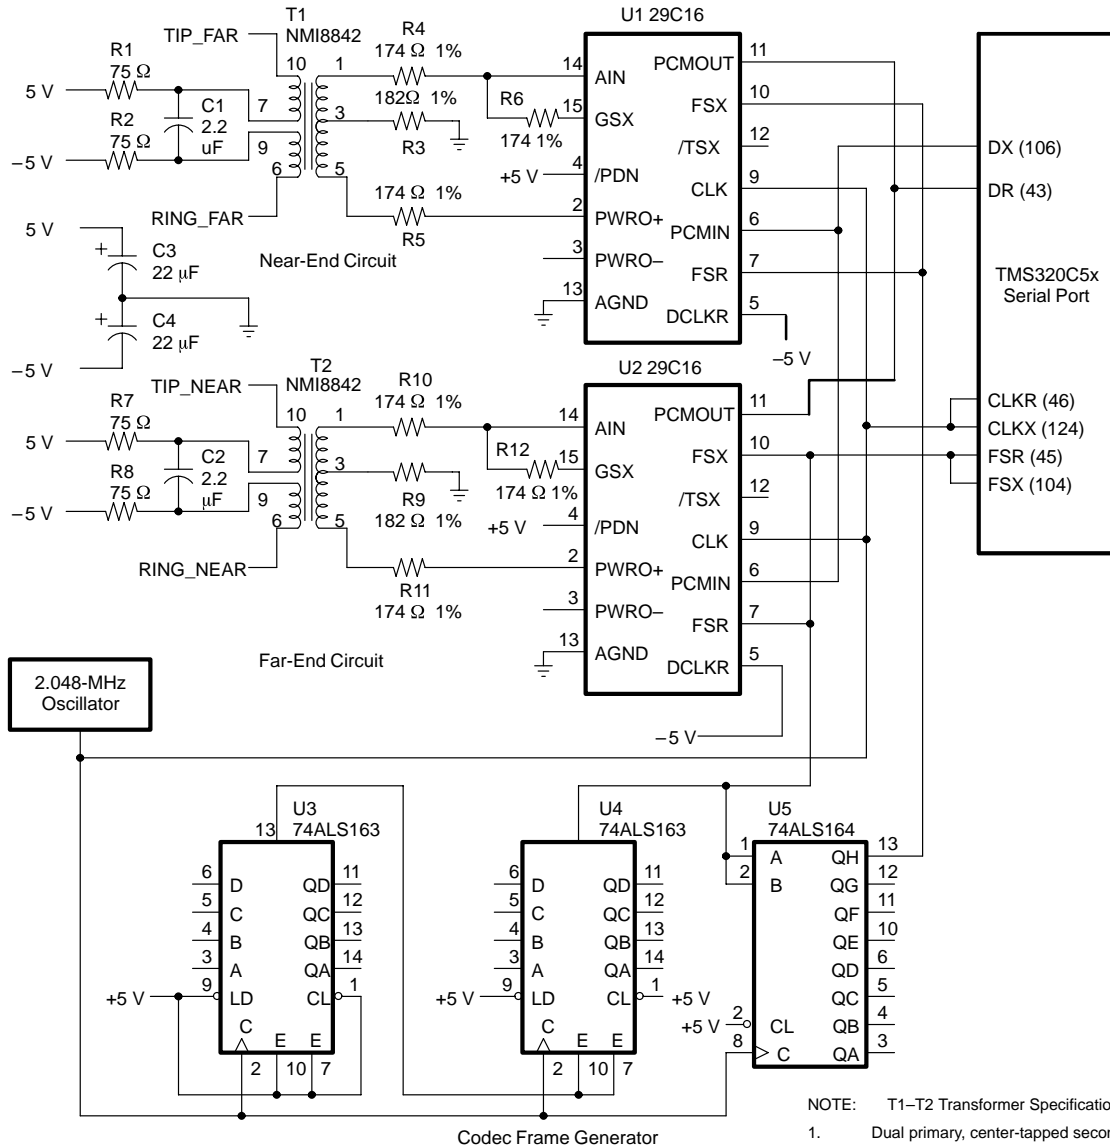 T1
NMI8842
TIP_FAR
R1
75 Ω
5 V
R2
75 Ω
–5 V
C1
2.2
uF
10
7
9
6
1
3
5
RING_FAR
R4
174 Ω 1%
182Ω 1%
R3
R6
174 1%
174 Ω 1%
R5
Near-End Circuit
+5 V
U1 29C16
14
AIN
15
GSX
4
/PDN
2
PWRO+
3
PWRO–
13
AGND
PCMOUT
11
FSX
10
/TSX
12
CLK
9
PCMIN
6
FSR
7
DCLKR
5
–5 V
5 V
+
C3
22 μF
+
C4
22 μF
–5 V
DX (106)
DR (43)
TMS320C5x
Serial Port
CLKR (46)
CLKX (124)
FSR (45)
FSX (104)
T2
NMI8842
TIP_NEAR
R7
75 Ω
5 V
R8
75 Ω
–5 V
C2
2.2
μF
10
7
9
6
1
3
5
RING_NEAR
R10
174 Ω 1%
R9
182 Ω 1%
R12
174 Ω 1%
R11
174 Ω 1%
Far-End Circuit
+5 V
U2 29C16
14
AIN
15
GSX
4
/PDN
2
PWRO+
3
PWRO–
13
AGND
PCMOUT
11
FSX
10
/TSX
12
CLK
9
PCMIN
6
FSR
7
DCLKR
5
–5 V
2.048-MHz
Oscillator
U3
74ALS163
13
6
D
5
C
4
B
3
A
9
LD
QD
11
QC
12
QB
13
QA
14
CL
1
C
E
E
2
10
7
+5 V
U4
74ALS163
6
D
5
C
4
B
3
A
9
LD
QD
11
QC
12
QB
13
QA
14
CL
1
C
E
E
2
10
7
+5 V
+5 V
U5
74ALS164
1
A
2
B
QH
13
QG
12
QF
11
QE
10
QD
6
QC
5
QB
4
QA
3
2
CL
8
C
+5 V
Codec Frame Generator
NOTE: T1–T2 Transformer Specificatio
1. Dual primary, center-tapped secon